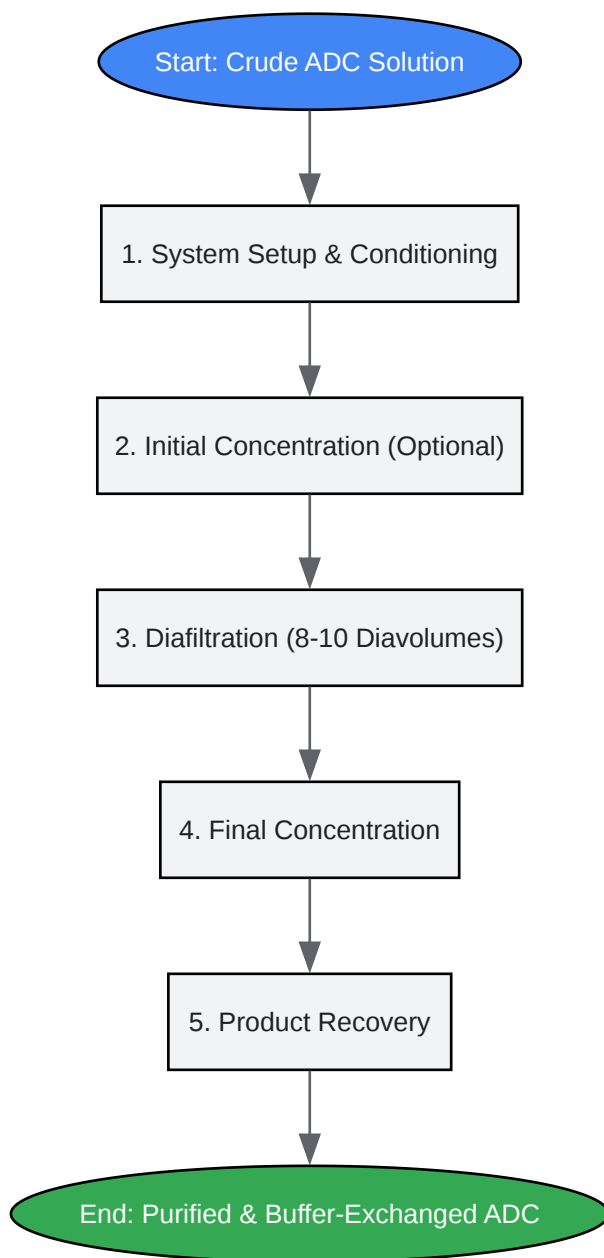 Start: Crude ADC Solution
1. System Setup & Conditioning
2. Initial Concentration (Optional)
3. Diafiltration (8-10 Diavolumes)
4. Final Concentration
5. Product Recovery
End: Purified & Buffer-Exchanged ADC